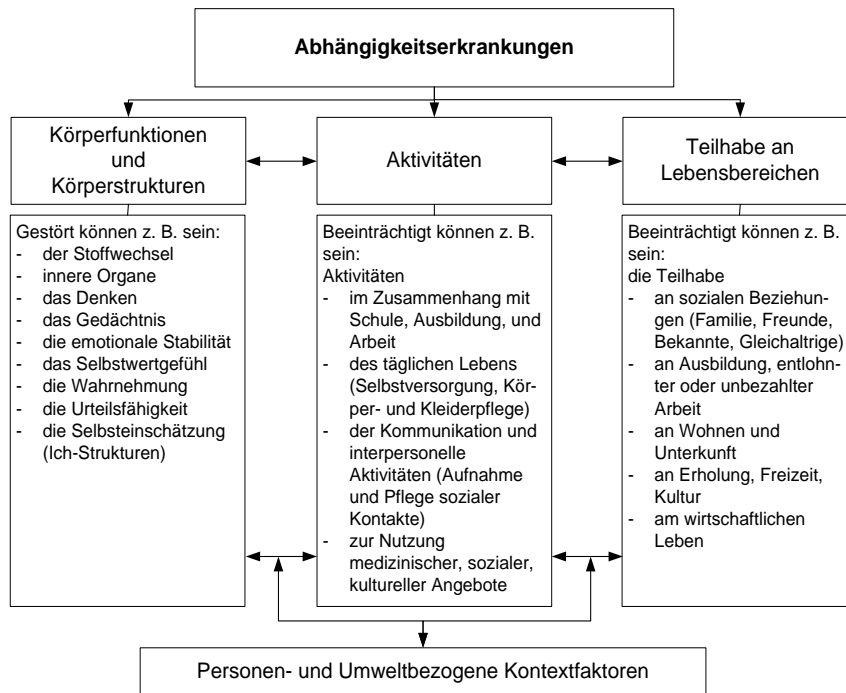 Abhängigkeitserkrankungen
Körperfunktionen
und
Körperstrukturen
Aktivitäten
Teilhabe an
Lebensbereichen
Gestört können z. B. sein:
- der Stoffwechsel
- innere Organe
- das Denken
- das Gedächtnis
- die emotionale Stabilität
- das Selbstwertgefühl
- die Wahrnehmung
- die Urteilsfähigkeit
- die Selbsteinschätzung
(Ich-Strukturen)
Beeinträchtigt können z. B.
sein:
Aktivitäten
- im Zusammenhang mit
Schule, Ausbildung, und
Arbeit
- des täglichen Lebens
(Selbstversorgung, Kör-
per- und Kleiderpflege)
- der Kommunikation und
interpersonelle
Aktivitäten (Aufnahme
und Pflege sozialer
Kontakte)
- zur Nutzung
medizinischer, sozialer,
kultureller Angebote
Beeinträchtigt können z. B.
sein:
die Teilhabe
- an sozialen Beziehun-
gen (Familie, Freunde,
Bekannte, Gleichaltrige)
- an Ausbildung, entlohn-
ter oder unbezahlter
Arbeit
- an Wohnen und
Unterkunft
- an Erholung, Freizeit,
Kultur
- am wirtschaftlichen
Leben
Personen- und Umweltbezogene Kontextfaktoren